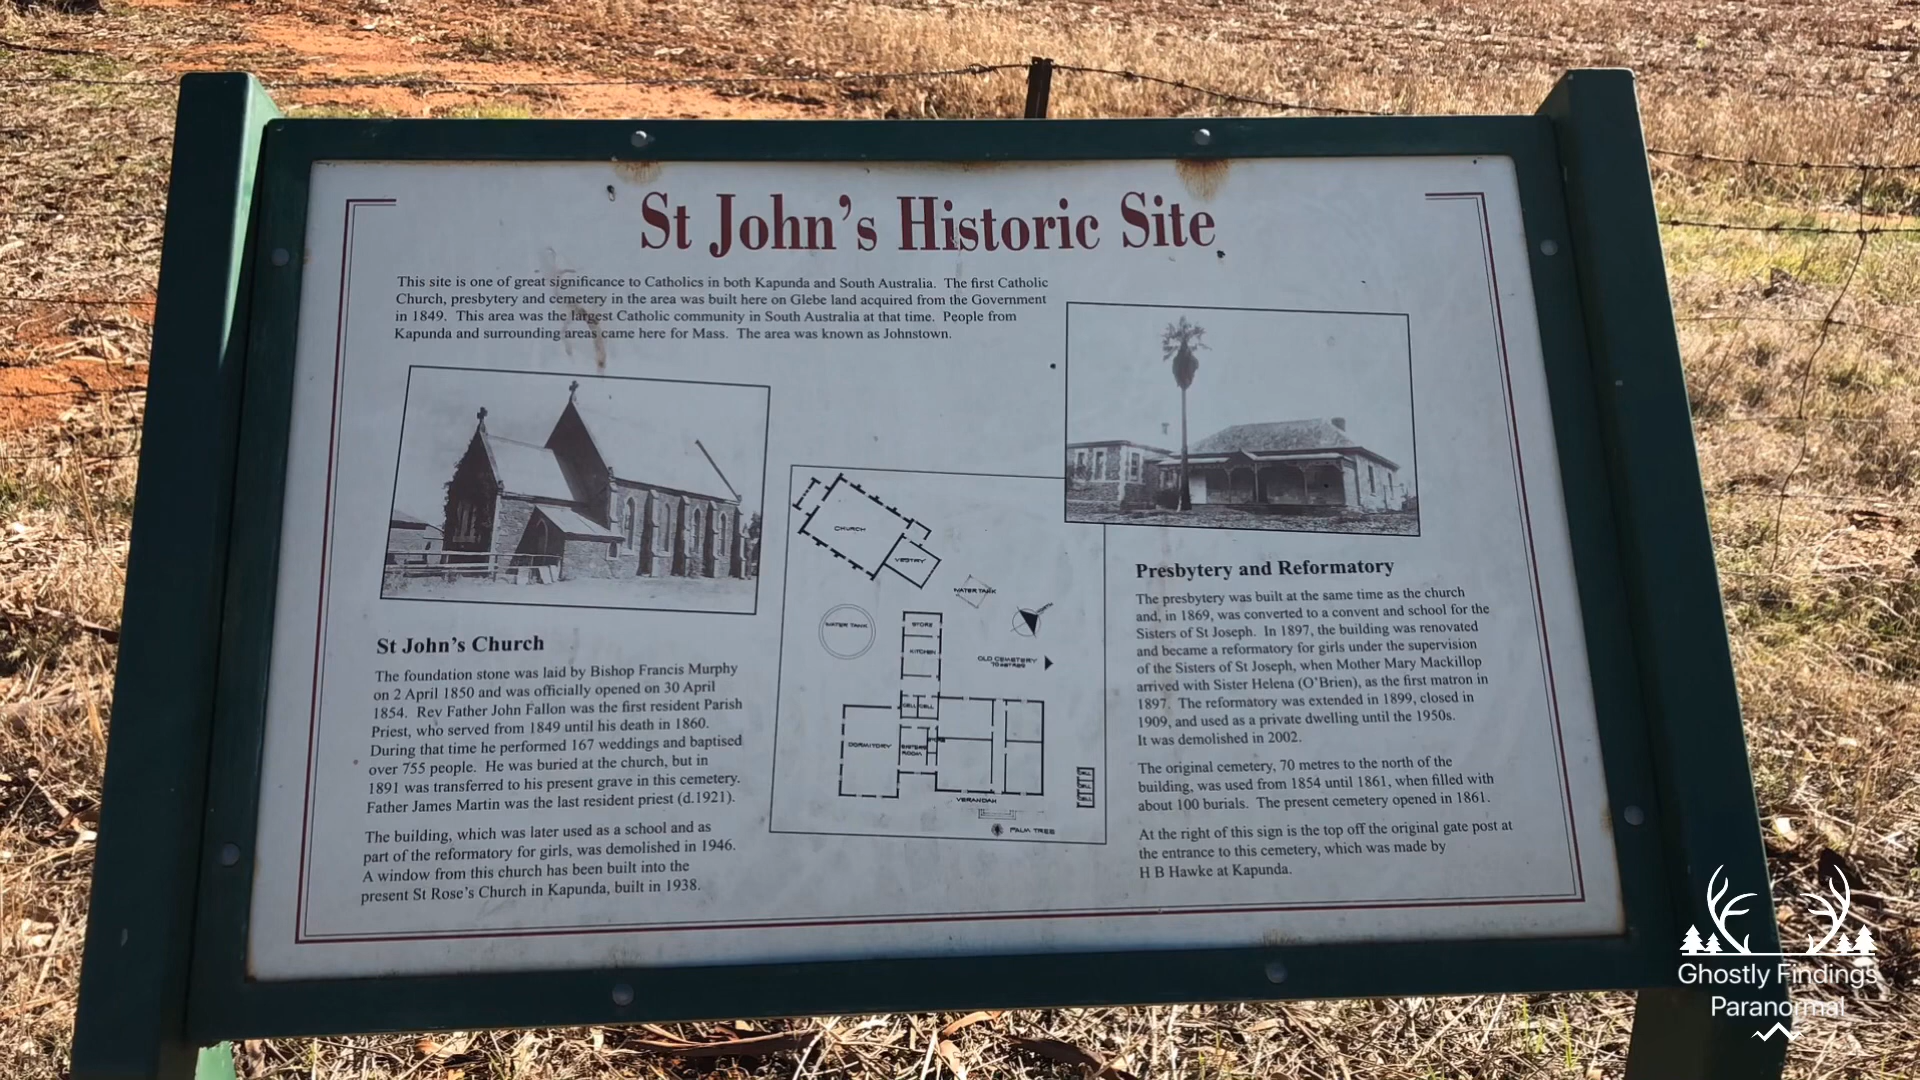 St John's Historic Site
This site is one of great significance to Catholics in both Kapunda and South Australia. The first Catholic
Church, presbytery and cemetery in the area was built here on Glebe land acquired from the Government
in 1849. This area was the largest Catholic community in South Australia at that time. People from
Kapunda and surrounding areas came here for Mass. The area was known as Johnstown.
St John's Church
The foundation stone was laid by Bishop Francis Murphy
on 2 April 1850 and was officially opened on 30 April
1854. Rev Father John Fallon was the first resident Parish
Priest, who served from 1849 until his death in 1860.
During that time he performed 167 weddings and baptised
over 755 people. He was buried at the church, but in
1891 was transferred to his present grave in this cemetery.
Father James Martin was the last resident priest (d.1921).
The building, which was later used as a school and as
part of the reformatory for girls, was demolished in 1946.
A window from this church has been built into the
present St Rose's Church in Kapunda, built in 1938.
CHURCH
VESTRY
WATER TANK
WATER TANK
STORE
KITCHEN
OLD CEMETERY
CELL CELL
DORMITORY
SISTERS
ROOM
VERANDAH
PALM TREE
Presbytery and Reformatory
The presbytery was built at the same time as the church
and, in 1869, was converted to a convent and school for the
Sisters of St Joseph. In 1897, the building was renovated
and became a reformatory for girls under the supervision
of the Sisters of St Joseph, when Mother Mary Mackillop
arrived with Sister Helena (O'Brien), as the first matron in
1897. The reformatory was extended in 1899, closed in
1909, and used as a private dwelling until the 1950s.
It was demolished in 2002.
The original cemetery, 70 metres to the north of the
building, was used from 1854 until 1861, when filled with
about 100 burials. The present cemetery opened in 1861.
At the right of this sign is the top off the original gate post at
the entrance to this cemetery, which was made by
H B Hawke at Kapunda.
Ghostly Findings
Paranormal